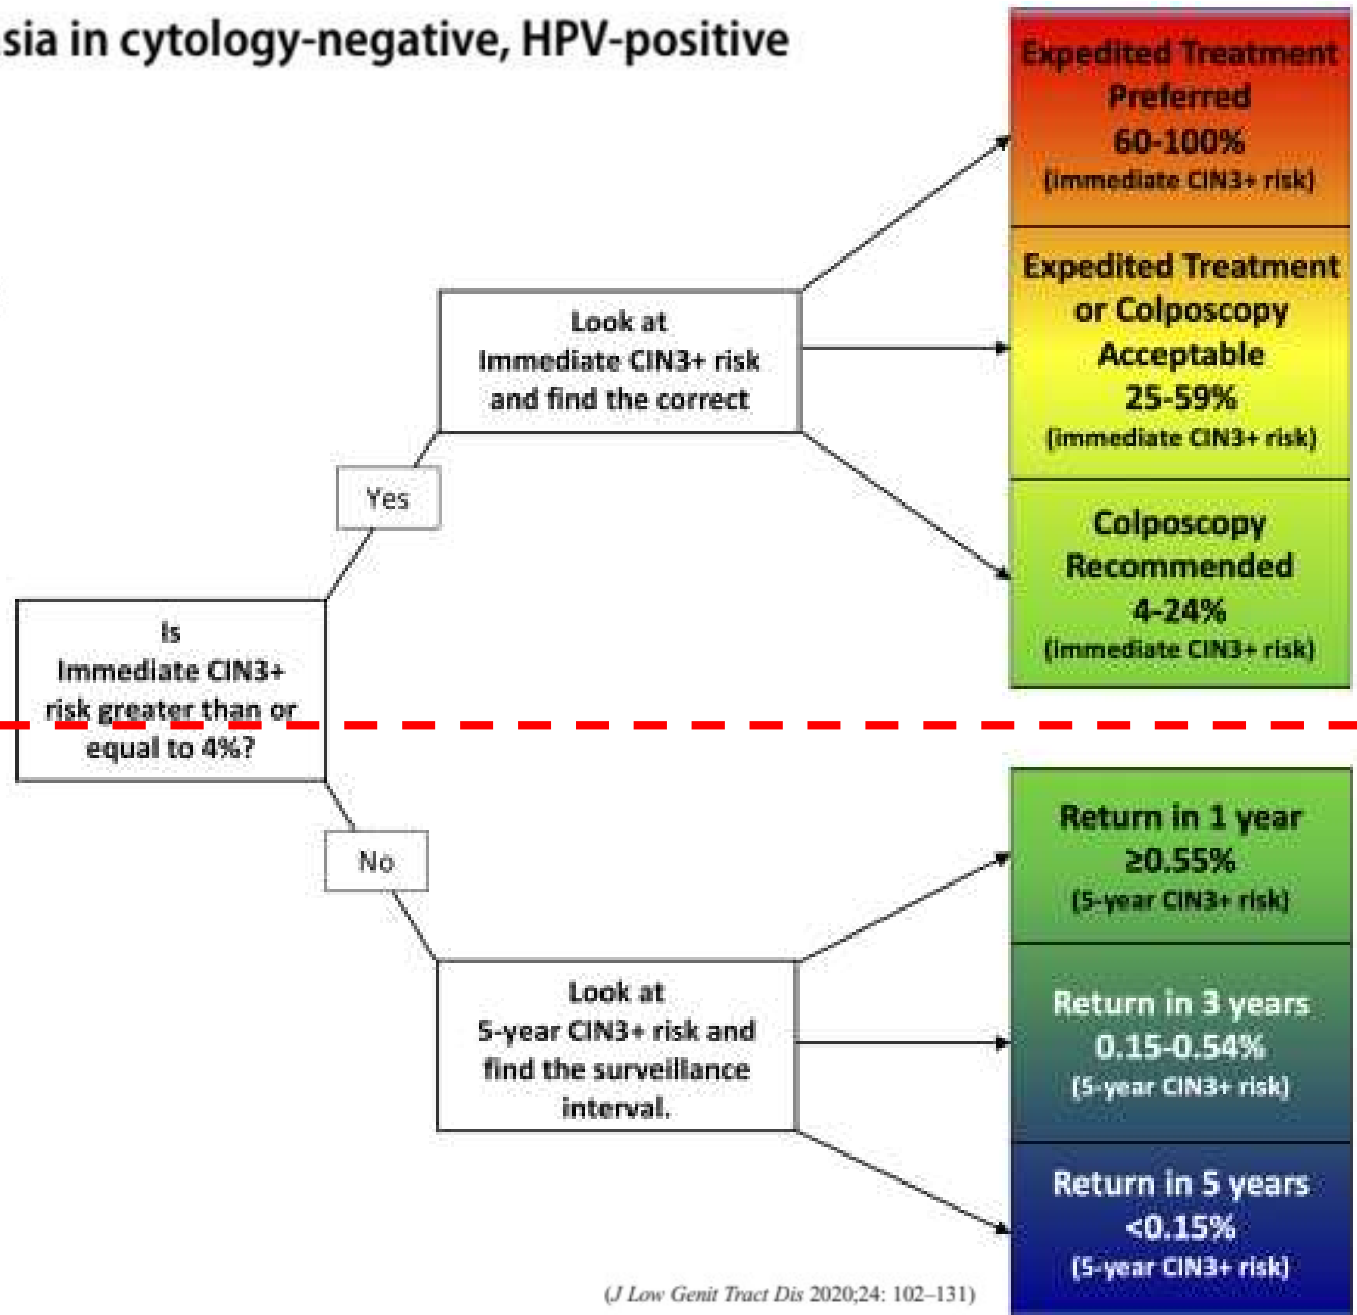 sia in cytology-negative, HPV-positive
Expedited Treatment
Preferred
60-100%
(immediate CIN3+ risk)
Expedited Treatment
or Colposcopy
Acceptable
25-59%
(immediate CIN3+ risk)
Colposcopy
Recommended
4-24%
(immediate CIN3+ risk)
Look at
Immediate CIN3+ risk
and find the correct
Yes
Is
Immediate CIN3+
risk greater than or
equal to 4%?
No
Look at
5-year CIN3+ risk and
find the surveillance
interval.
Return in 1 year
≥0.55%
(5-year CIN3+ risk)
Return in 3 years
0.15-0.54%
(5-year CIN3+ risk)
Return in 5 years
<0.15%
(5-year CIN3+ risk)
(J Low Genit Tract Dis 2020;24: 102–131)